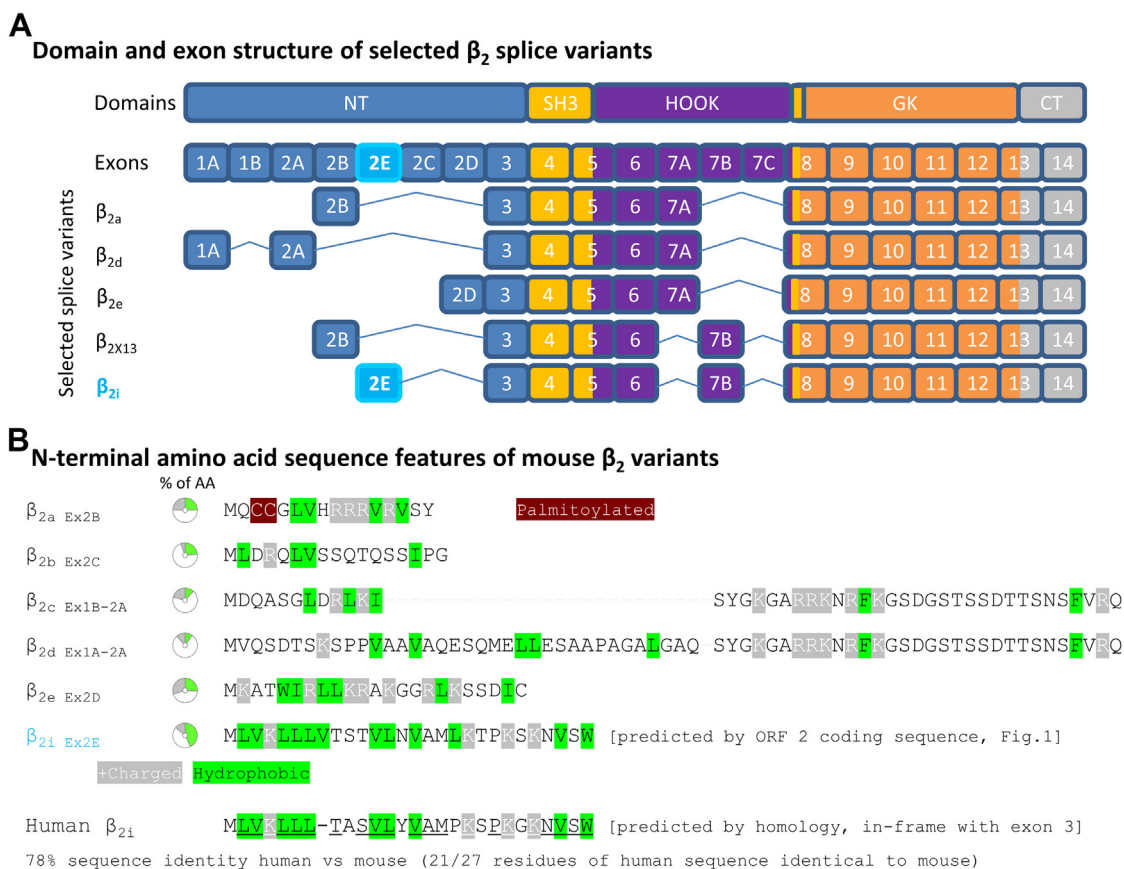 A
Domain and exon structure of selected β2 splice variants
Domains NT SH3 HOOK GK CT
Exons 1A 1B 2A 2B 2E 2C 2D 3 4 5 6 7A 7B 7C 8 9 10 11 12 13 14
Selected splice variants
β2a 2B 3 4 5 6 7A 8 9 10 11 12 13 14
β2d 1A 2A 3 4 5 6 7A 8 9 10 11 12 13 14
β2e 2D 3 4 5 6 7A 8 9 10 11 12 13 14
β2X13 2B 3 4 5 6 7B 8 9 10 11 12 13 14
β2i 2E 3 4 5 6 7B 8 9 10 11 12 13 14
B
N-terminal amino acid sequence features of mouse β2 variants
% of AA
β2a Ex2B MQCCGLVHRRRVRVSY Palmitoylated
β2b Ex2C MLDRQLVSSQTQSSIPG
β2c Ex1B-2A MDQASGLDRLKI SYGKGARRKNRFKGSDGSTSSDTTSNSFVRQ
β2d Ex1A-2A MVQSDTSKSPPVAAVAQESQMELLESAAPAGALGAQ SYGKGARRKNRFKGSDGSTSSDTTSNSFVRQ
β2e Ex2D MKATWIRLLKRAKGGRLKSSDIC
β2i Ex2E MLVKLLLVTSTVLNVAMLKTPKSKNVSW [predicted by ORF 2 coding sequence, Fig.1]
+Charged Hydrophobic
Human β2i MLVKLLL-TASVLYVAMPKSPKGKNVSW [predicted by homology, in-frame with exon 3]
78% sequence identity human vs mouse (21/27 residues of human sequence identical to mouse)